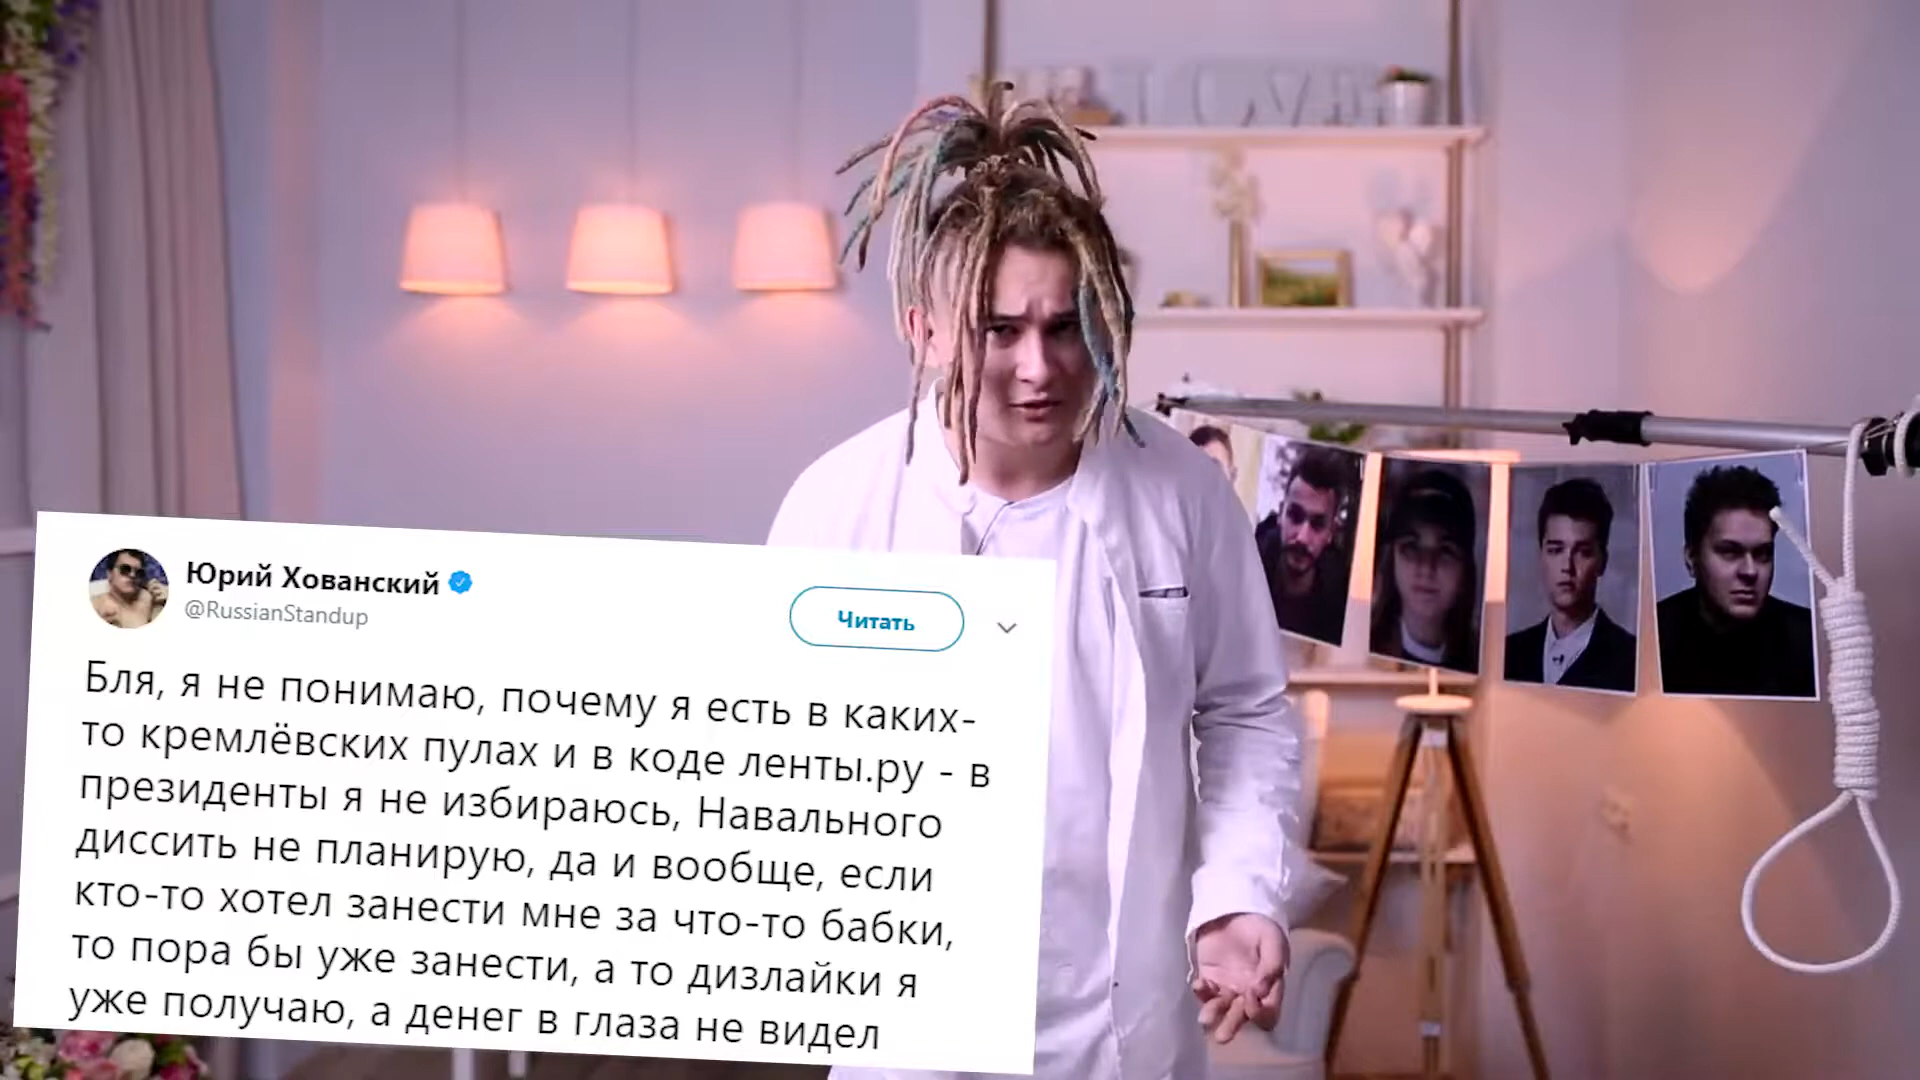 LOVE
Юрий Хованский
@RussianStandup
Читать
Бля, я не понимаю, почему я есть в каких-
то кремлёвских пулах и в коде ленты.ру - в
президенты я не избираюсь, Навального
диссить не планирую, да и вообще, если
кто-то хотел занести мне за что-то бабки,
то пора бы уже занести, а то дизлайки я
уже получаю, а денег в глаза не видел